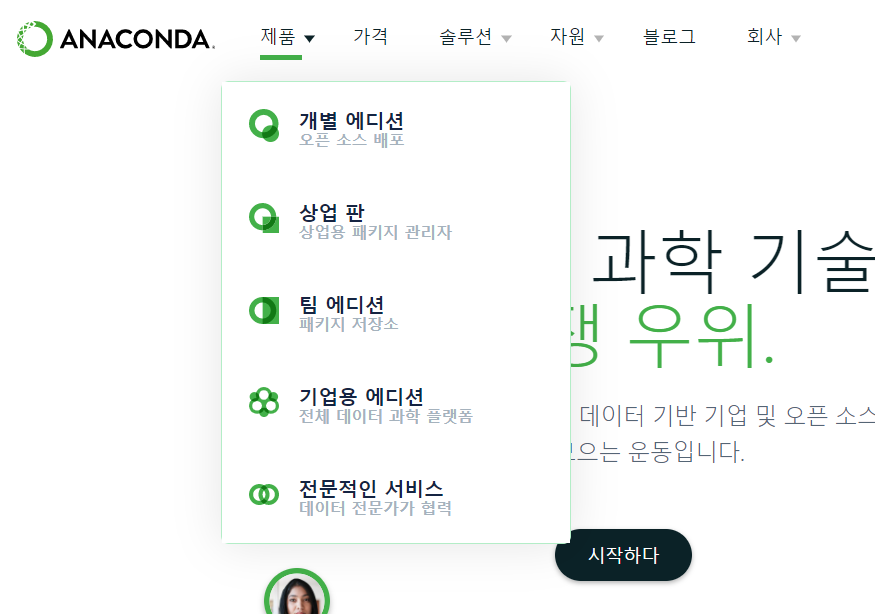 ANACONDA.
제품
가격
솔루션
자원
블로그
회사
개별 에디션
오픈 소스 배포
상업 판
상업용 패키지 관리자
팀 에디션
패키지 저장소
기업용 에디션
전체 데이터 과학 플랫폼
전문적인 서비스
데이터 전문가가 협력
과학 기술
우위.
데이터 기반 기업 및 오픈 소스
으는 운동입니다.
시작하다